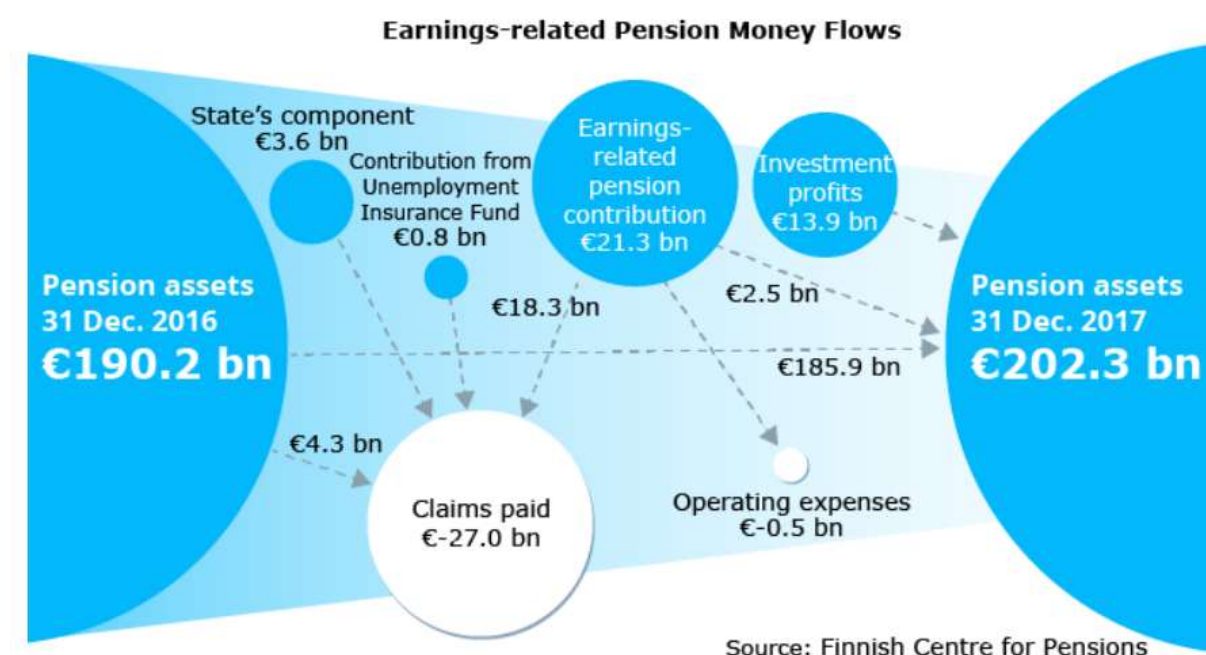 Earnings-related Pension Money Flows
State's component
€3.6 bn
Contribution from
Unemployment
Insurance Fund
€0.8 bn
Earnings-
related
pension
contribution
€21.3 bn
Investment
profits
€13.9 bn
Pension assets
31 Dec. 2016
€190.2 bn
€18.3 bn
€2.5 bn
€185.9 bn
Pension assets
31 Dec. 2017
€202.3 bn
€4.3 bn
Claims paid
€-27.0 bn
Operating expenses
€-0.5 bn
Source: Finnish Centre for Pensions